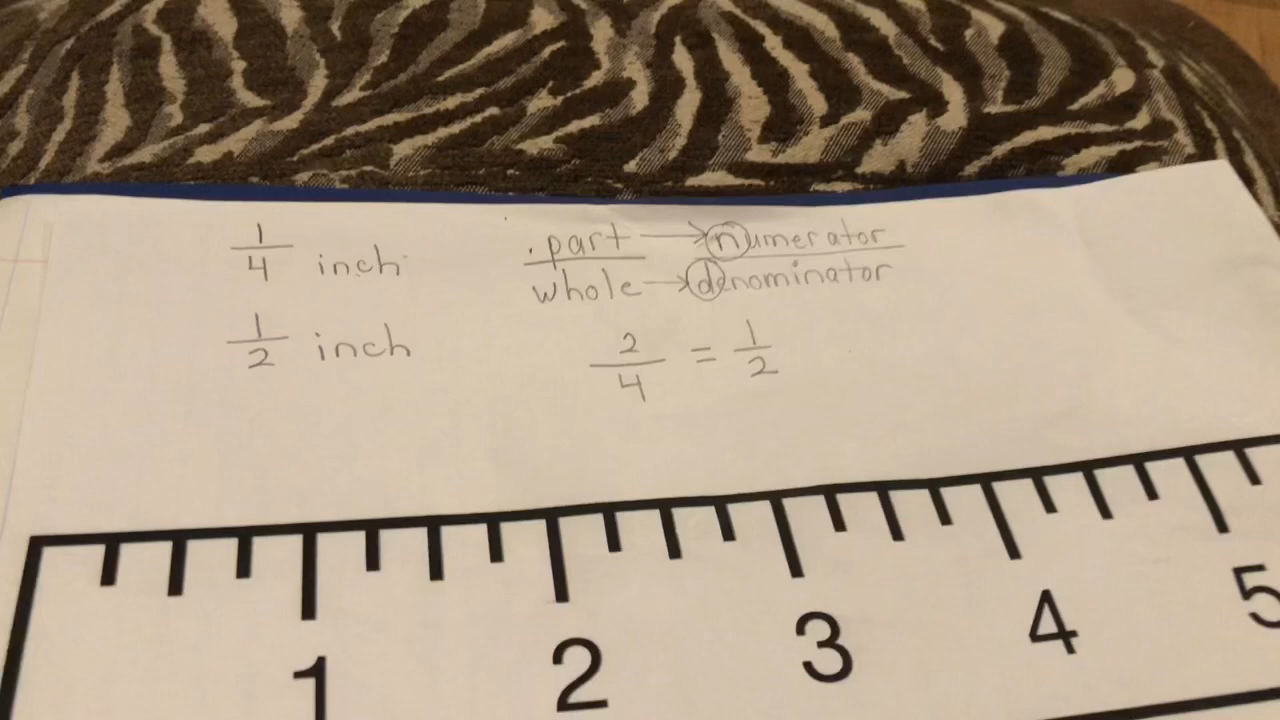 1/4 inch
1/2 inch
part → numerator
whole → denominator
2/4 = 1/2
1 2 3 4 5